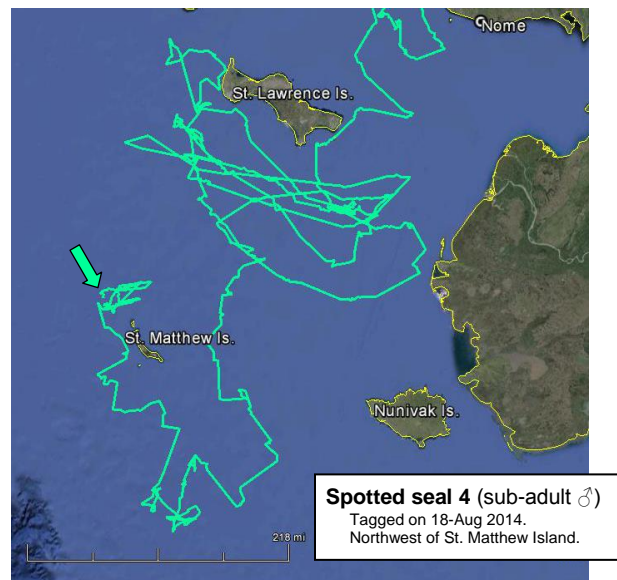 Nome
St. Lawrence Is.
St. Matthew Is.
Nunivak Is.
Spotted seal 4 (sub-adult ♂)
Tagged on 18-Aug 2014.
Northwest of St. Matthew Island.
218 mi